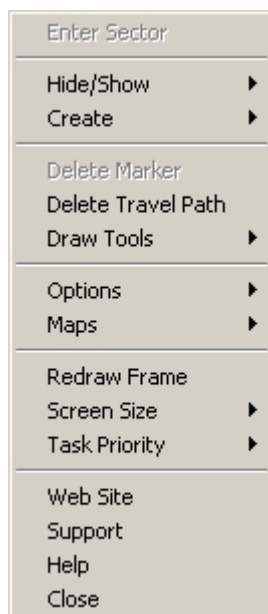 Enter Sector
Hide/Show
Create
Delete Marker
Delete Travel Path
Draw Tools
Options
Maps
Redraw Frame
Screen Size
Task Priority
Web Site
Support
Help
Close